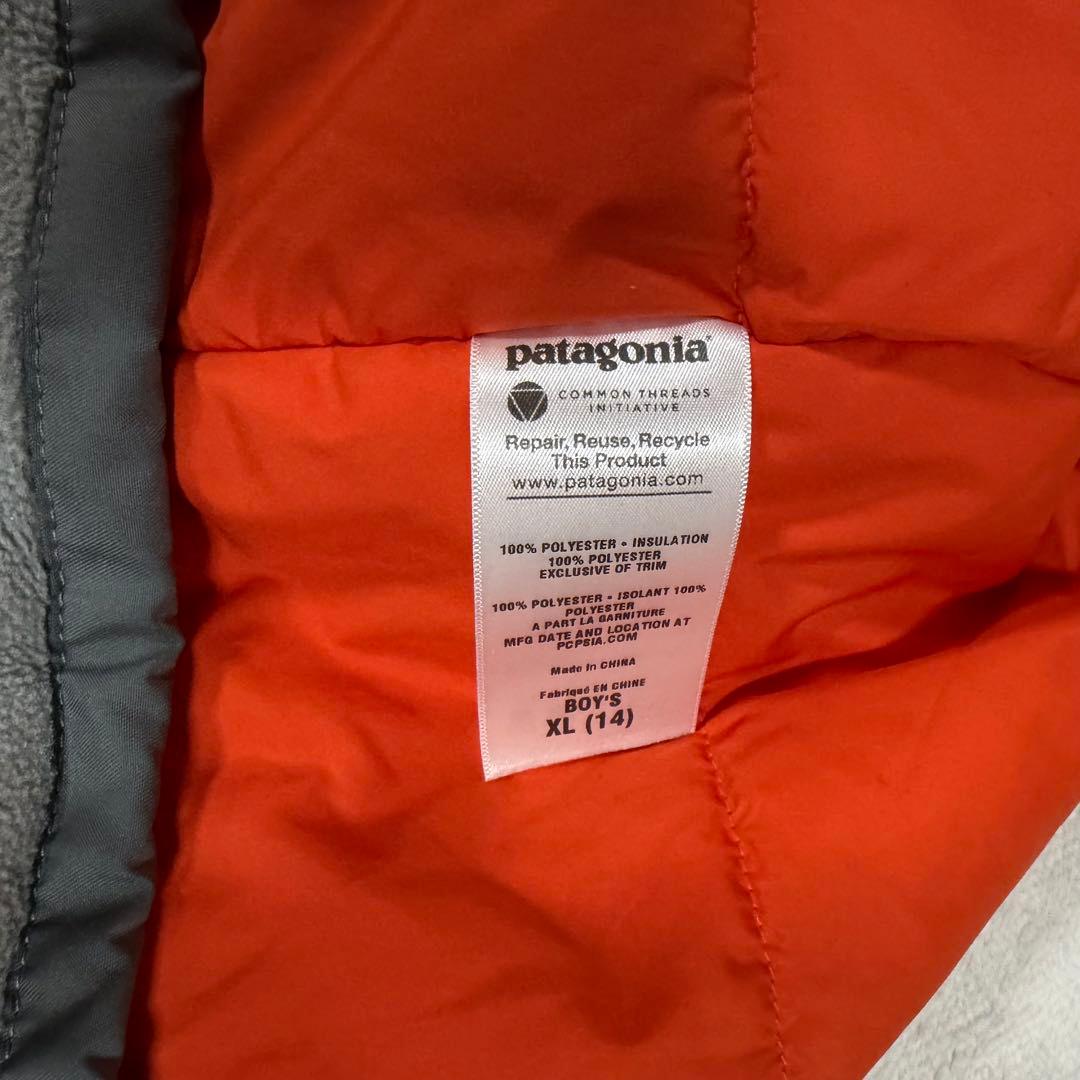 patagonia
COMMON THREADS
INITIATIVE
Repair, Reuse, Recycle
This Product
www.patagonia.com
100% POLYESTER • INSULATION
100% POLYESTER
EXCLUSIVE OF TRIM
100% POLYESTER • ISOLANT 100%
POLYESTER
A PART LA GARNITURE
MFG DATE AND LOCATION AT
PCPSIA.COM
Made in CHINA
Fabriqué EN CHINE
BOY'S
XL (14)